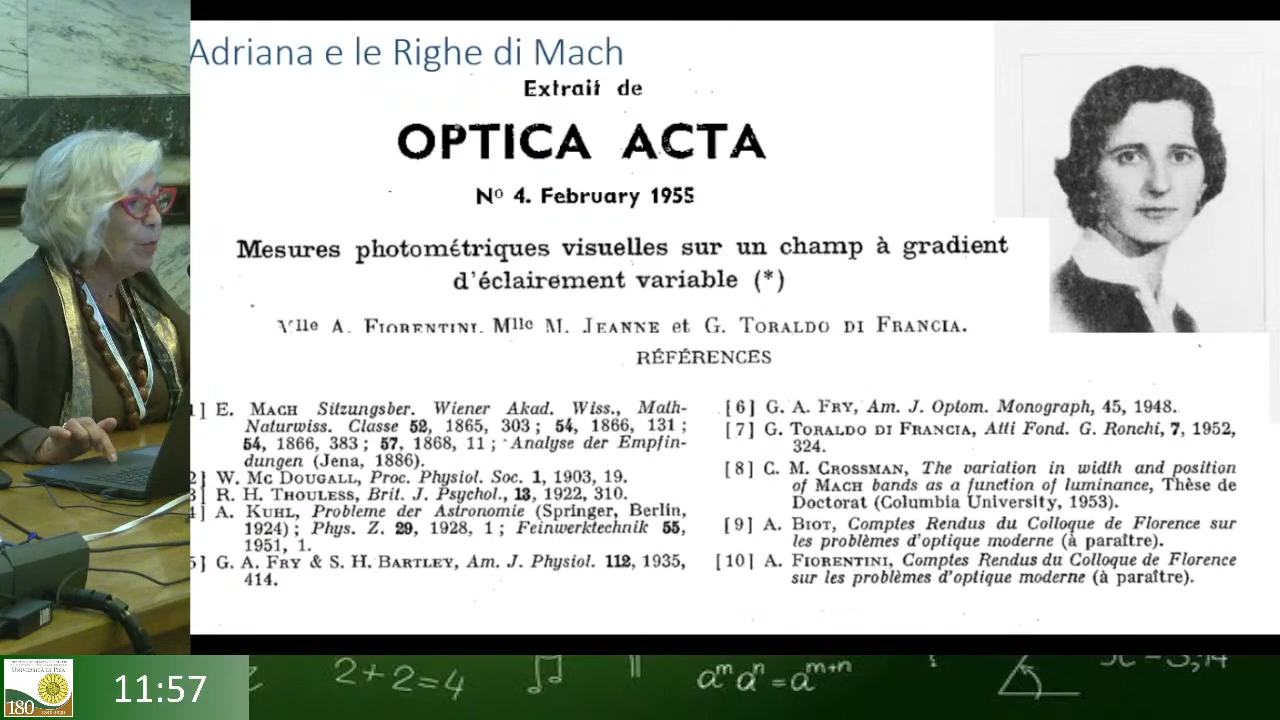 Adriana e le Righe di Mach
Extrait de
OPTICA ACTA
Nº 4. February 1955
Mesures photométriques visuelles sur un champ à gradient
d'éclairement variable (*)
Mlle A. FIORENTINI, Mlle M. JEANNE et G. TORALDO DI FRANCIA.
RÉFÉRENCES
1] E. MACH Sitzungsber. Wiener Akad. Wiss., Math-
Naturwiss. Classe 52, 1865, 303; 54, 1866, 131;
54, 1866, 383; 57, 1868, 11; Analyse der Empfin-
dungen (Jena, 1886).
2] W. MC DOUGALL, Proc. Physiol. Soc. 1, 1903, 19.
3] R. H. THOULESS, Brit. J. Psychol., 13, 1922, 310.
4] A. KUHL, Probleme der Astronomie (Springer, Berlin,
1924); Phys. Z. 29, 1928, 1; Feinwerktechnik 55,
1951, 1.
5] G. A. FRY & S. H. BARTLEY, Am. J. Physiol. 112, 1935,
414.
[6] G. A. FRY, Am. J. Optom. Monograph, 45, 1948.
[7] G. TORALDO DI FRANCIA, Atti Fond. G. Ronchi, 7, 1952,
324.
[8] C. M. CROSSMAN, The variation in width and position
of MACH bands as a function of luminance, Thèse de
Doctorat (Columbia University, 1953).
[9] A. BIOT, Comptes Rendus du Colloque de Florence sur
les problèmes d'optique moderne (à paraître).
[10] A. FIORENTINI, Comptes Rendus du Colloque de Florence
sur les problèmes d'optique moderne (à paraître).
UNIVERSITÀ DI PISA
180
11:57
2+2=4
aᵐaⁿ=aᵐ⁺ⁿ